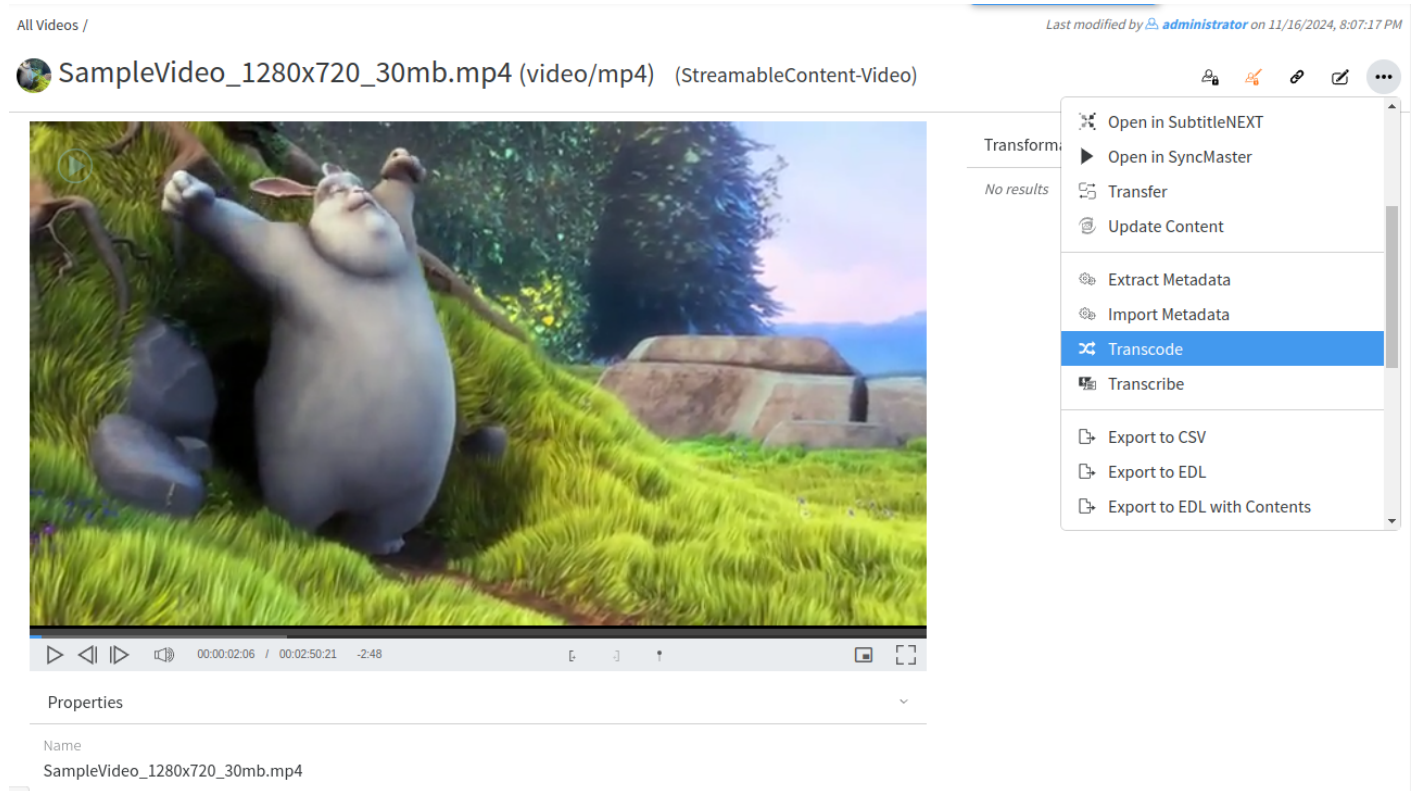 All Videos /
Last modified by administrator on 11/16/2024, 8:07:17 PM
SampleVideo_1280x720_30mb.mp4 (video/mp4) (StreamableContent-Video)
Open in SubtitleNEXT
Open in SyncMaster
Transfer
Update Content
Extract Metadata
Import Metadata
Transcode
Transcribe
Export to CSV
Export to EDL
Export to EDL with Contents
Transforma
No results
00:00:02:06 / 00:02:50:21 -2:48
Properties
Name
SampleVideo_1280x720_30mb.mp4